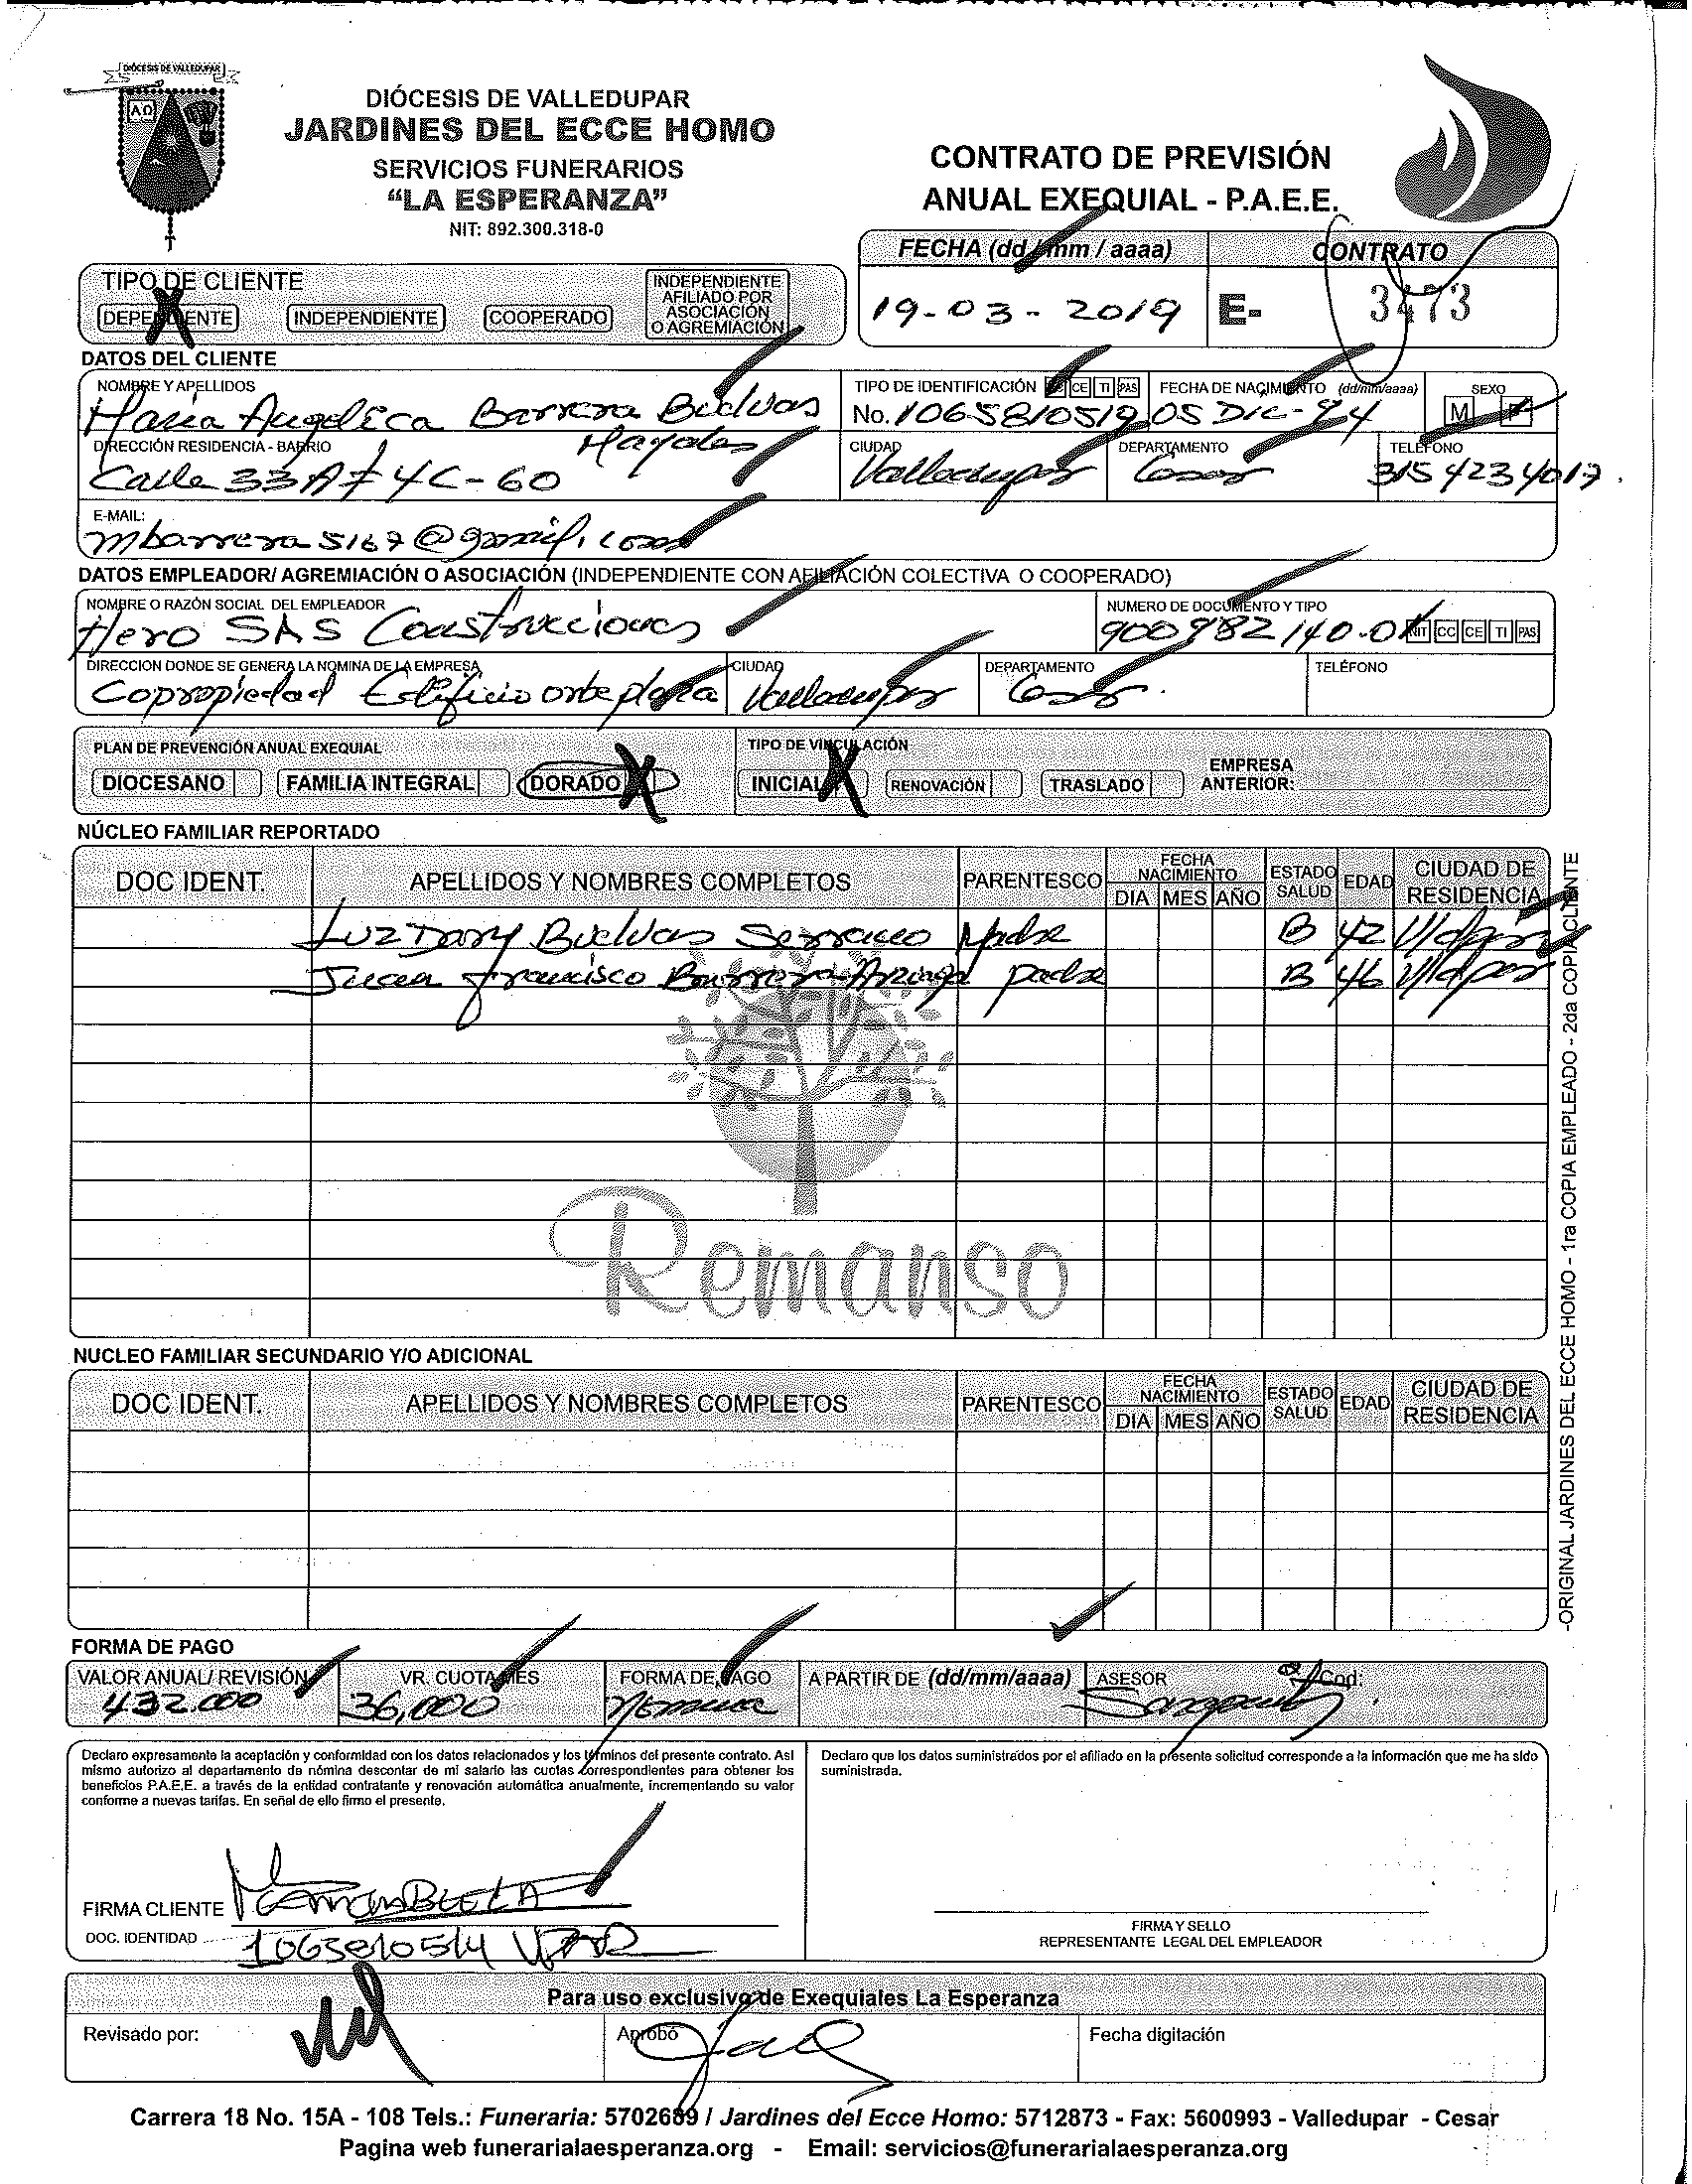 DIÓCESIS DE VALLEDUPAR
ΑΩ
DIÓCESIS DE VALLEDUPAR
JARDINES DEL ECCE HOMO
SERVICIOS FUNERARIOS
“LA ESPERANZA”
NIT: 892.300.318-0
CONTRATO DE PREVISIÓN
ANUAL EXEQUIAL - P.A.E.E.
FECHA (dd / mm / aaaa) CONTRATO
19-03-2019 E- 3473
TIPO DE CLIENTE
DEPENDIENTE X INDEPENDIENTE COOPERADO INDEPENDIENTE AFILIADO POR ASOCIACIÓN O AGREMIACIÓN
DATOS DEL CLIENTE
NOMBRE Y APELLIDOS TIPO DE IDENTIFICACIÓN CE TI PAS FECHA DE NACIMIENTO (dd/mm/aaaa) SEXO
Maria Angelica Barrera Buelvas No. 1065810519 05 DIC-94 M F
DIRECCIÓN RESIDENCIA - BARRIO CIUDAD DEPARTAMENTO TELÉFONO
Calle 33A # 4C-60 Mayales Valledupar Cesar 3154234017.
E-MAIL:
mbarrera5167@gmail.com
DATOS EMPLEADOR/ AGREMIACIÓN O ASOCIACIÓN (INDEPENDIENTE CON AFILIACIÓN COLECTIVA O COOPERADO)
NOMBRE O RAZÓN SOCIAL DEL EMPLEADOR NUMERO DE DOCUMENTO Y TIPO
Hero SAS Construcciones 900982140-0 NIT CC CE TI PAS
DIRECCION DONDE SE GENERA LA NOMINA DE LA EMPRESA CIUDAD DEPARTAMENTO TELÉFONO
Copropiedad Edificio orbe plaza Valledupar Cesar.
PLAN DE PREVENCIÓN ANUAL EXEQUIAL TIPO DE VINCULACIÓN
DIOCESANO FAMILIA INTEGRAL DORADO X INICIAL X RENOVACIÓN TRASLADO EMPRESA ANTERIOR:
NÚCLEO FAMILIAR REPORTADO
DOC IDENT. APELLIDOS Y NOMBRES COMPLETOS PARENTESCO FECHA NACIMIENTO DIA MES AÑO ESTADO SALUD EDAD CIUDAD DE RESIDENCIA
Luz Dary Buelvas Serrano Madre B 42 V/dpar
Juan Francisco Barrera Arziaga padre B 46 V/dpar
Remanso
NUCLEO FAMILIAR SECUNDARIO Y/O ADICIONAL
DOC IDENT. APELLIDOS Y NOMBRES COMPLETOS PARENTESCO FECHA NACIMIENTO DIA MES AÑO ESTADO SALUD EDAD CIUDAD DE RESIDENCIA
-ORIGINAL JARDINES DEL ECCE HOMO - 1ra COPIA EMPLEADO - 2da COPIA CLIENTE
FORMA DE PAGO
VALOR ANUAL/ REVISIÓN VR. CUOTA MES FORMA DE PAGO A PARTIR DE (dd/mm/aaaa) ASESOR Cod:
432.000 36,000 Nomina
Declaro expresamente la aceptación y conformidad con los datos relacionados y los términos del presente contrato. Así
mismo autorizo al departamento de nómina descontar de mi salario las cuotas correspondientes para obtener los
beneficios P.A.E.E. a través de la entidad contratante y renovación automática anualmente, incrementando su valor
conforme a nuevas tarifas. En señal de ello firmo el presente.
Declaro que los datos suministrados por el afiliado en la presente solicitud corresponde a la información que me ha sido
suministrada.
FIRMA CLIENTE
DOC. IDENTIDAD 1065810514 VPAR
FIRMA Y SELLO
REPRESENTANTE LEGAL DEL EMPLEADOR
Para uso exclusivo de Exequiales La Esperanza
Revisado por: Aprobó Fecha digitación
Carrera 18 No. 15A - 108 Tels.: Funeraria: 5702689 / Jardines del Ecce Homo: 5712873 - Fax: 5600993 - Valledupar - Cesar
Pagina web funerarialaesperanza.org - Email: servicios@funerarialaesperanza.org